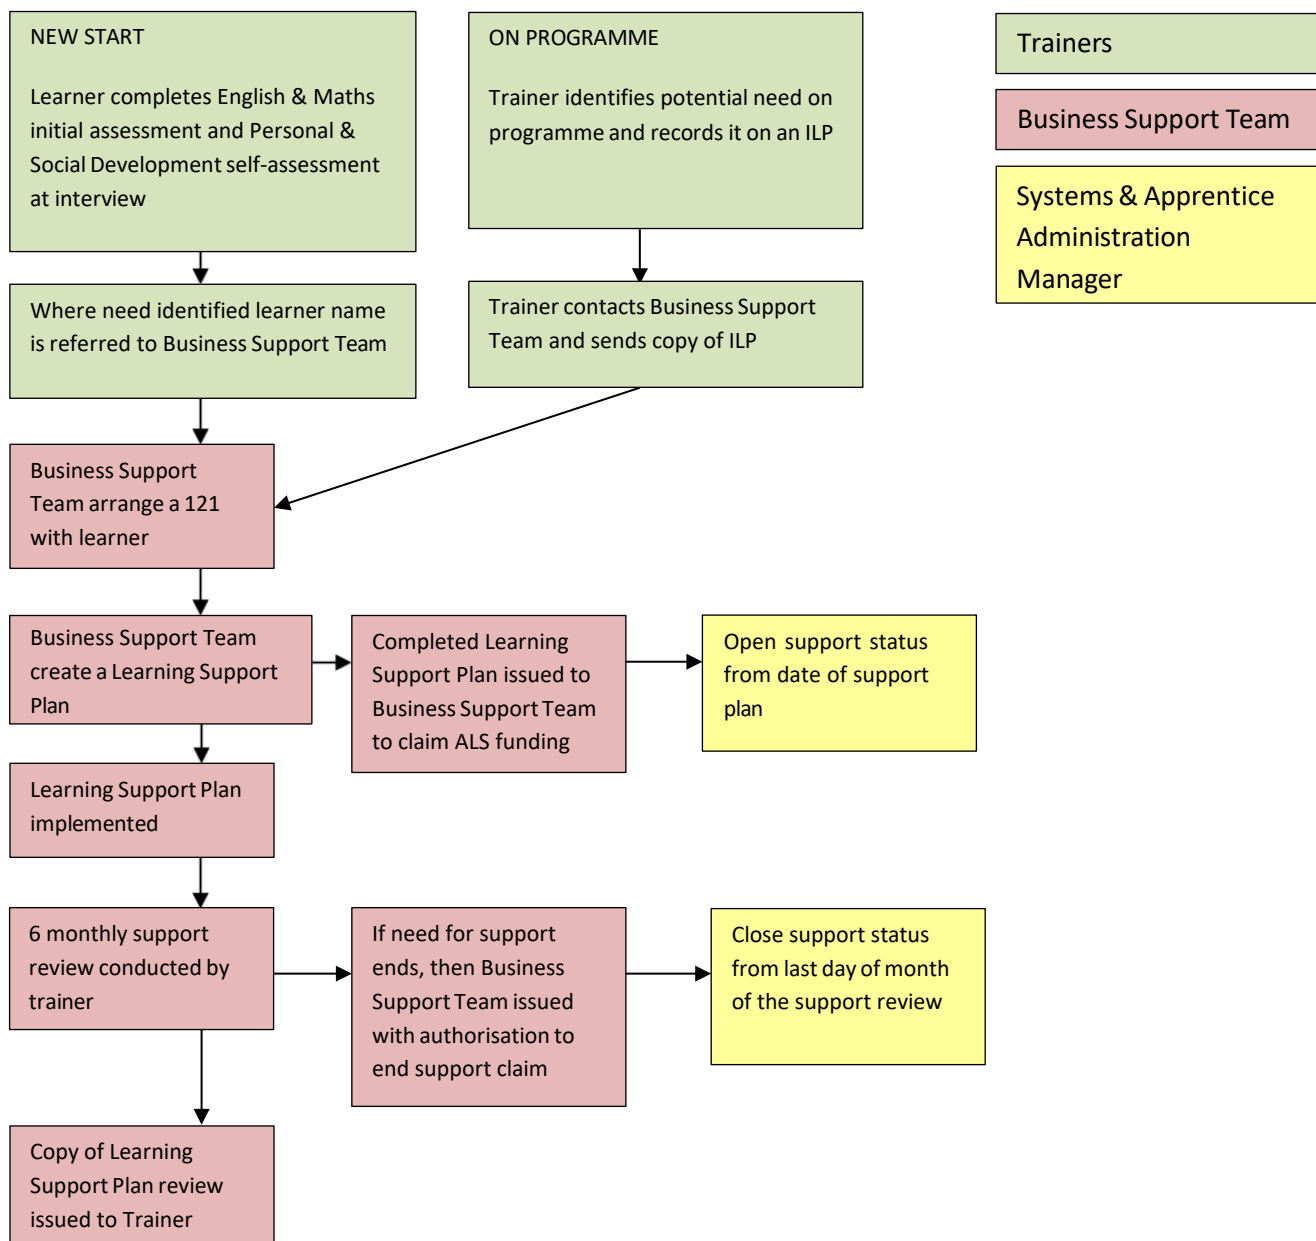 NEW START
Learner completes English & Maths
initial assessment and Personal &
Social Development self-assessment
at interview
ON PROGRAMME
Trainer identifies potential need on
programme and records it on an ILP
Trainers
Business Support Team
Systems & Apprentice
Administration
Manager
Where need identified learner name
is referred to Business Support Team
Trainer contacts Business Support
Team and sends copy of ILP
Business Support
Team arrange a 121
with learner
Business Support Team
create a Learning Support
Plan
Completed Learning
Support Plan issued to
Business Support Team
to claim ALS funding
Open support status
from date of support
plan
Learning Support Plan
implemented
6 monthly support
review conducted by
trainer
If need for support
ends, then Business
Support Team issued
with authorisation to
end support claim
Close support status
from last day of month
of the support review
Copy of Learning
Support Plan review
issued to Trainer